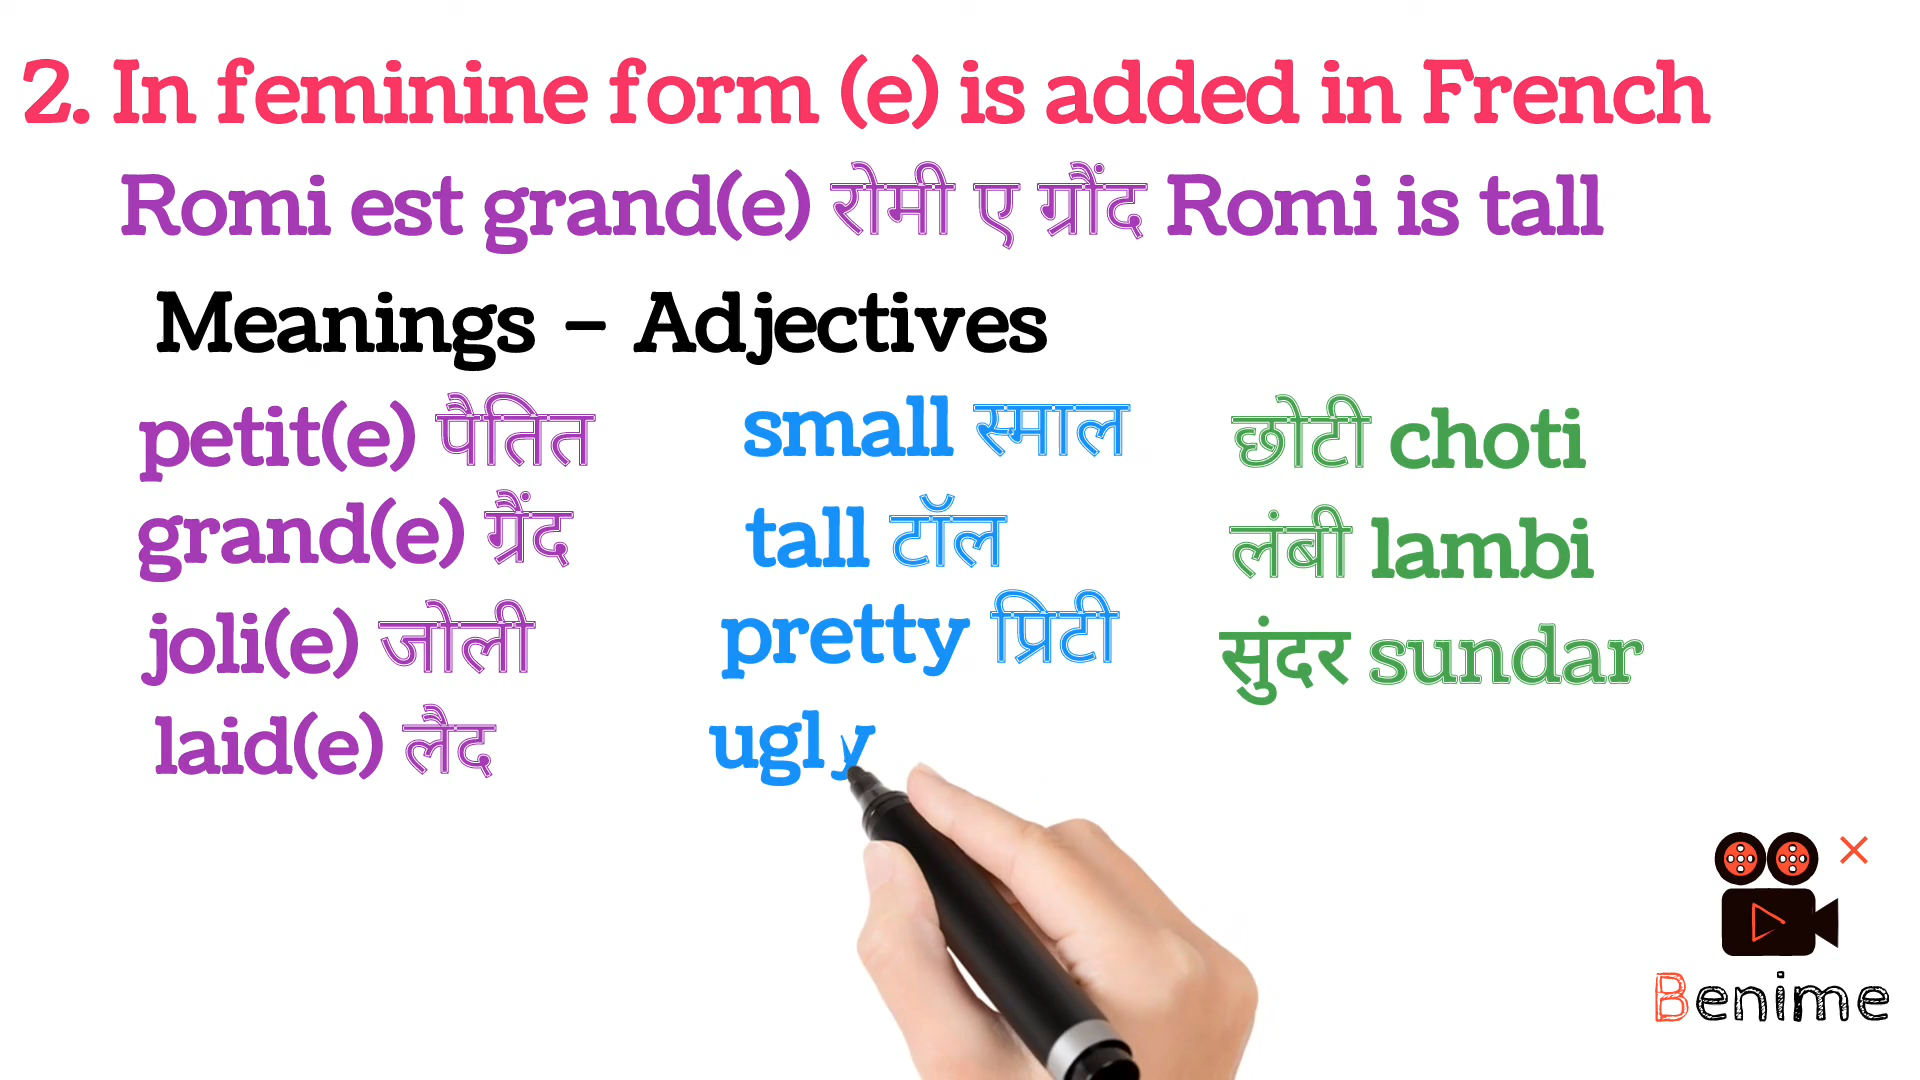 2. In feminine form (e) is added in French
Romi est grand(e) रोमी ए ग्रौंद Romi is tall
Meanings - Adjectives
petit(e) पैतित small स्माल छोटी choti
grand(e) ग्रैंद tall टॉल लंबी lambi
joli(e) जोली pretty प्रिटी सुंदर sundar
laid(e) लैद ugly
Benime